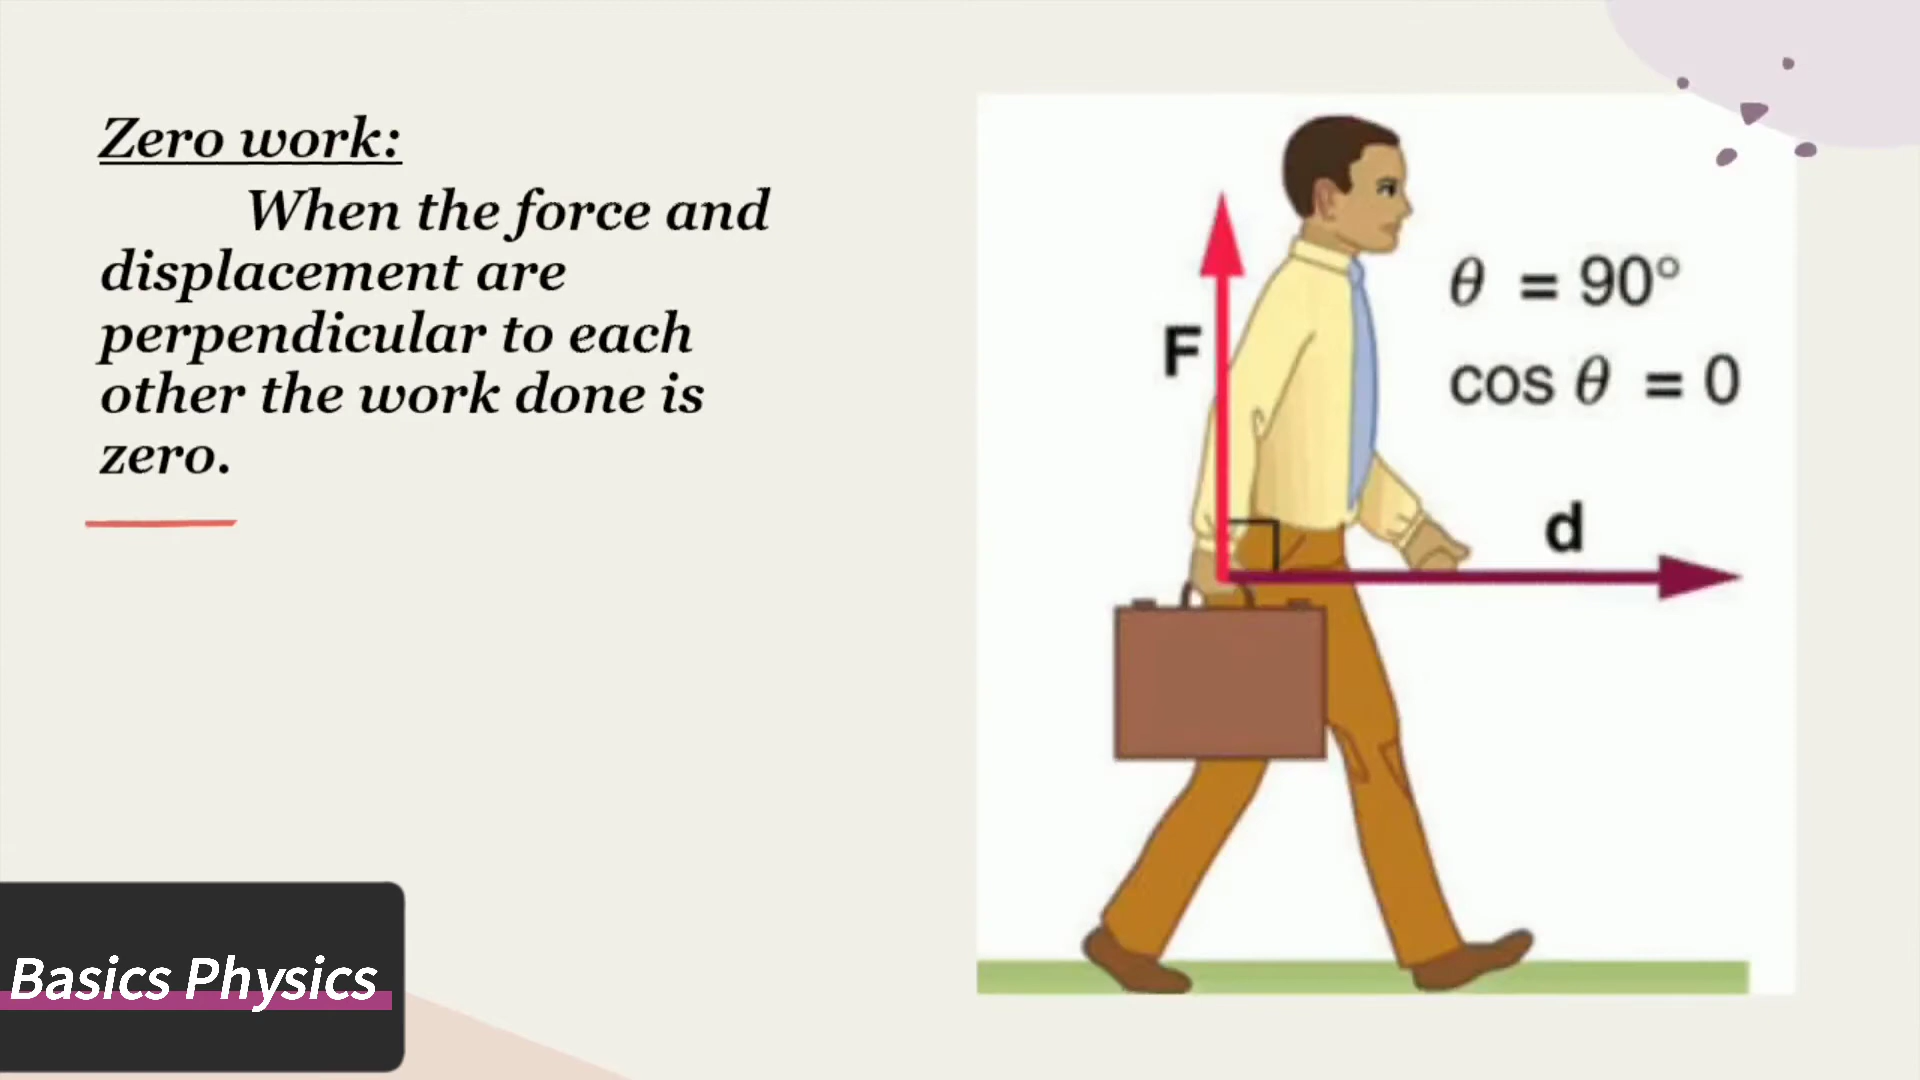 Zero work:
When the force and
displacement are
perpendicular to each
other the work done is
zero.
F
θ = 90°
cos θ = 0
d
Basics Physics